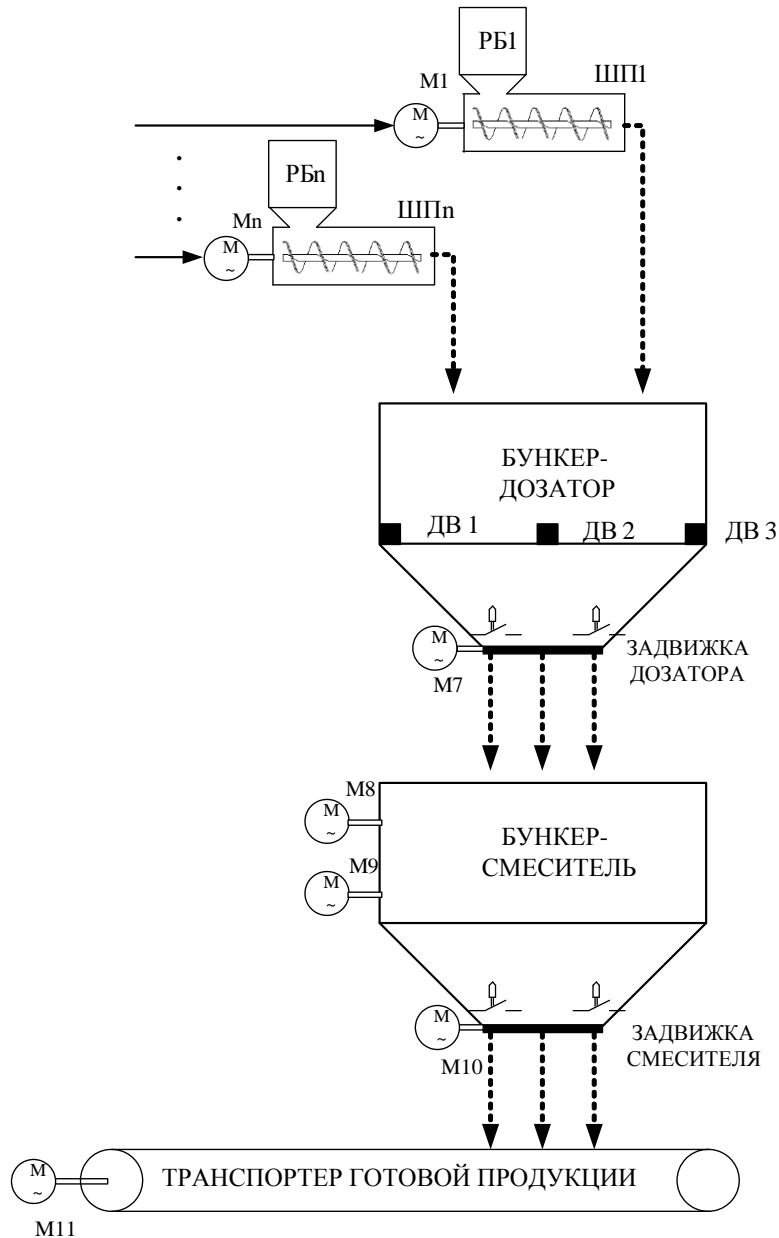 РБ1
ШП1
М1
М
~
РБn
ШПn
Мn
М
~
БУНКЕР-
ДОЗАТОР
ДВ 1
ДВ 2
ДВ 3
М
~
М7
ЗАДВИЖКА
ДОЗАТОРА
М8
М
~
БУНКЕР-
СМЕСИТЕЛЬ
М9
М
~
М
~
М10
ЗАДВИЖКА
СМЕСИТЕЛЯ
М
~
М11
ТРАНСПОРТЕР ГОТОВОЙ ПРОДУКЦИИ